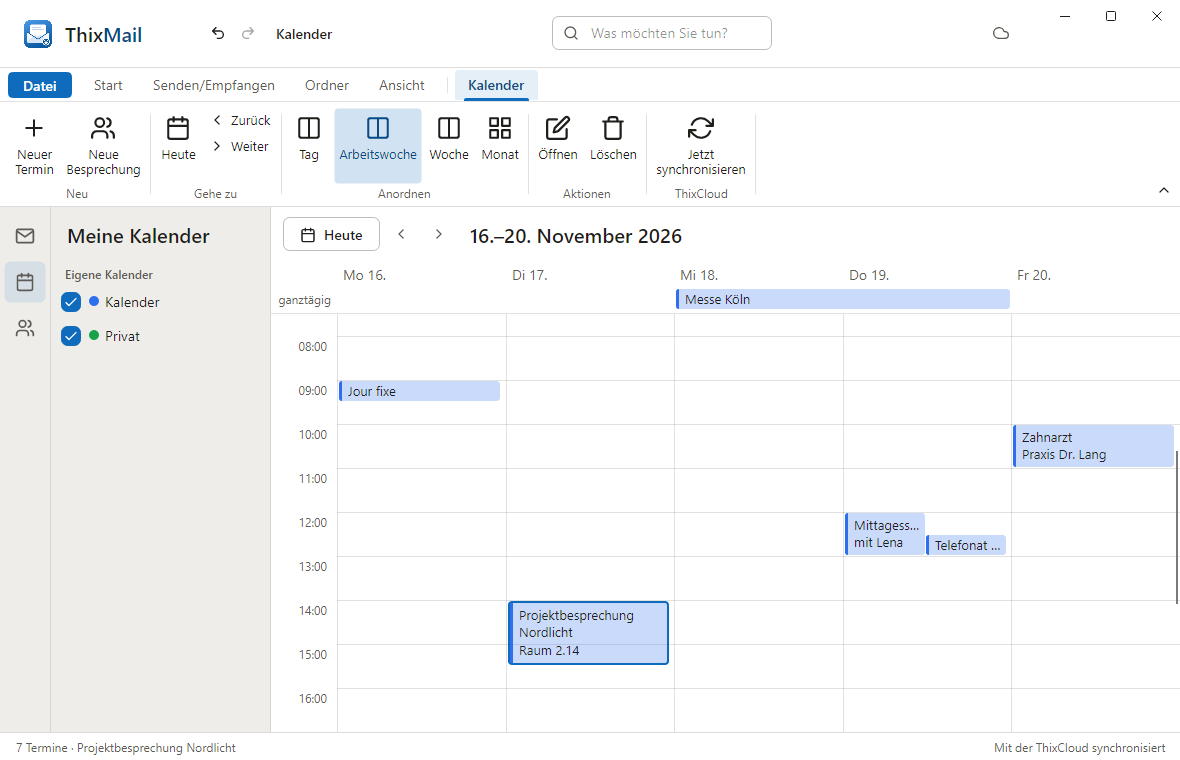 ThixMail
Kalender
Was möchten Sie tun?
Datei
Start
Senden/Empfangen
Ordner
Ansicht
Kalender
Neuer
Termin
Neue
Besprechung
Neu
Heute
Zurück
Weiter
Gehe zu
Tag
Arbeitswoche
Woche
Monat
Anordnen
Öffnen
Löschen
Aktionen
Jetzt
synchronisieren
ThixCloud
Meine Kalender
Eigene Kalender
Kalender
Privat
Heute
16.–20. November 2026
Mo 16.
Di 17.
Mi 18.
Do 19.
Fr 20.
ganztägig
Messe Köln
08:00
09:00
Jour fixe
10:00
Zahnarzt
Praxis Dr. Lang
11:00
12:00
Mittagess...
mit Lena
Telefonat ...
13:00
14:00
Projektbesprechung
Nordlicht
Raum 2.14
15:00
16:00
7 Termine · Projektbesprechung Nordlicht
Mit der ThixCloud synchronisiert